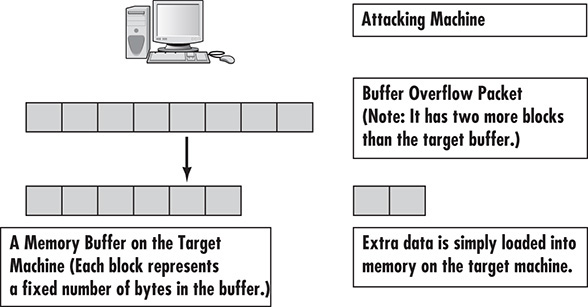 Attacking Machine
Buffer Overflow Packet
(Note: It has two more blocks
than the target buffer.)
A Memory Buffer on the Target
Machine (Each block represents
a fixed number of bytes in the buffer.)
Extra data is simply loaded into
memory on the target machine.